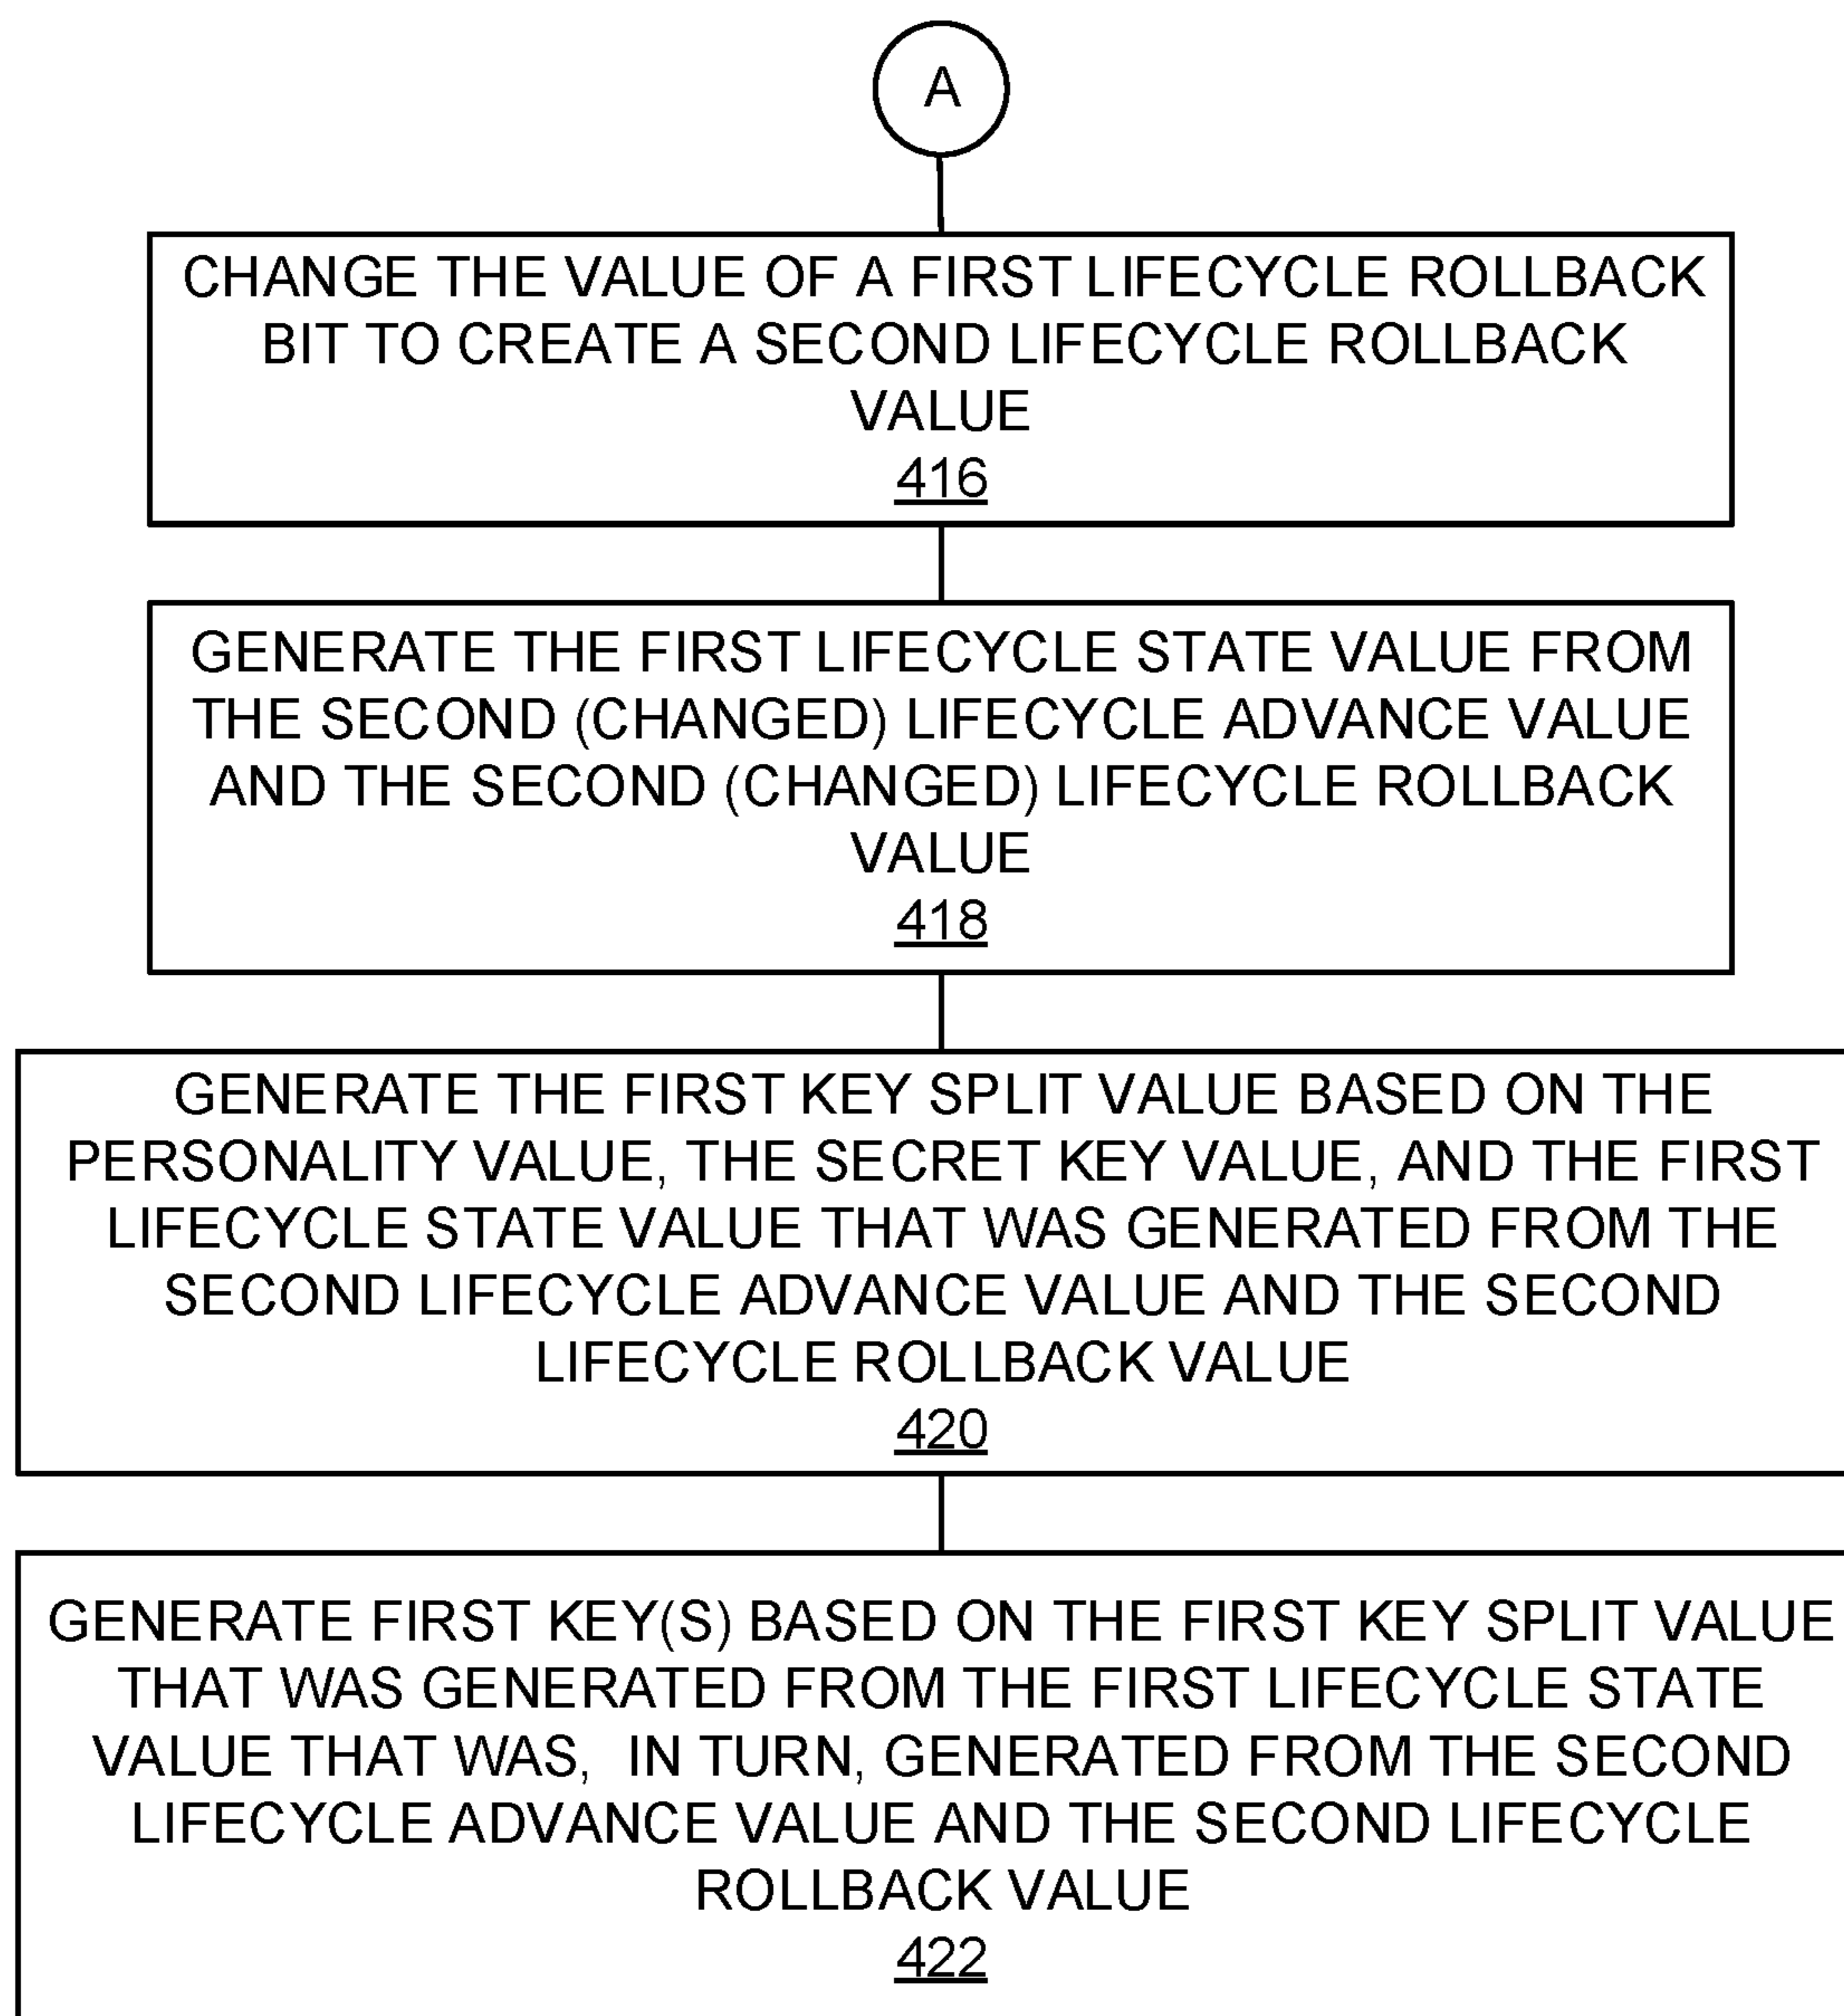 A
CHANGE THE VALUE OF A FIRST LIFECYCLE ROLLBACK
BIT TO CREATE A SECOND LIFECYCLE ROLLBACK
VALUE
416
GENERATE THE FIRST LIFECYCLE STATE VALUE FROM
THE SECOND (CHANGED) LIFECYCLE ADVANCE VALUE
AND THE SECOND (CHANGED) LIFECYCLE ROLLBACK
VALUE
418
GENERATE THE FIRST KEY SPLIT VALUE BASED ON THE
PERSONALITY VALUE, THE SECRET KEY VALUE, AND THE FIRST
LIFECYCLE STATE VALUE THAT WAS GENERATED FROM THE
SECOND LIFECYCLE ADVANCE VALUE AND THE SECOND
LIFECYCLE ROLLBACK VALUE
420
GENERATE FIRST KEY(S) BASED ON THE FIRST KEY SPLIT VALUE
THAT WAS GENERATED FROM THE FIRST LIFECYCLE STATE
VALUE THAT WAS, IN TURN, GENERATED FROM THE SECOND
LIFECYCLE ADVANCE VALUE AND THE SECOND LIFECYCLE
ROLLBACK VALUE
422